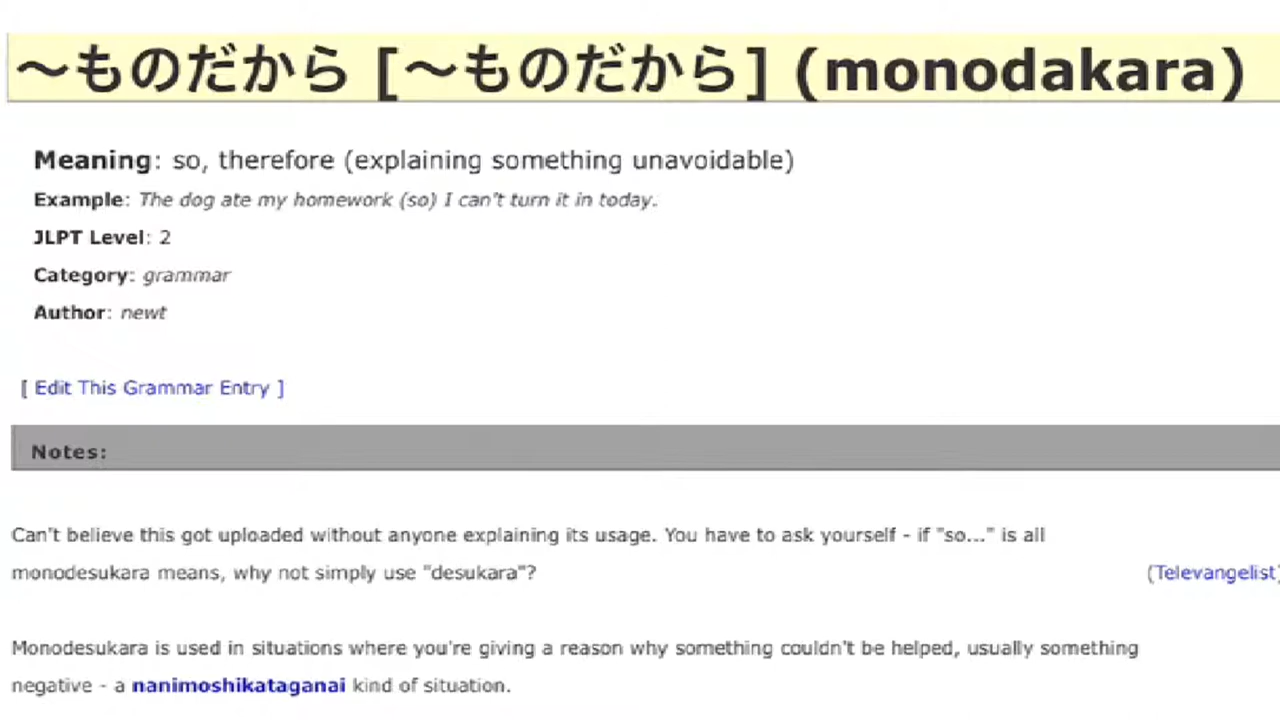 ～ものだから [～ものだから] (monodakara)
Meaning: so, therefore (explaining something unavoidable)
Example: The dog ate my homework (so) I can't turn it in today.
JLPT Level: 2
Category: grammar
Author: newt
[ Edit This Grammar Entry ]
Notes:
Can't believe this got uploaded without anyone explaining its usage. You have to ask yourself - if "so..." is all
monodesukara means, why not simply use "desukara"?
(Televangelist)
Monodesukara is used in situations where you're giving a reason why something couldn't be helped, usually something
negative - a nanimoshikataganai kind of situation.